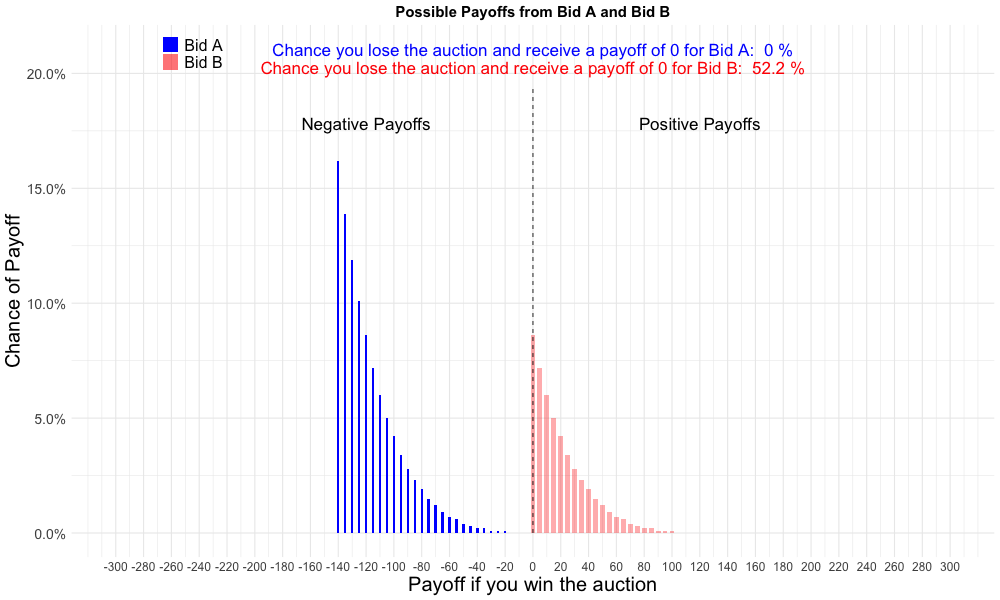 Possible Payoffs from Bid A and Bid B
Bid A
Bid B
Chance you lose the auction and receive a payoff of 0 for Bid A:  0 %
Chance you lose the auction and receive a payoff of 0 for Bid B:  52.2 %
Negative Payoffs
Positive Payoffs
Chance of Payoff
20.0%
15.0%
10.0%
5.0%
0.0%
-300 -280 -260 -240 -220 -200 -180 -160 -140 -120 -100 -80 -60 -40 -20 0 20 40 60 80 100 120 140 160 180 200 220 240 260 280 300
Payoff if you win the auction